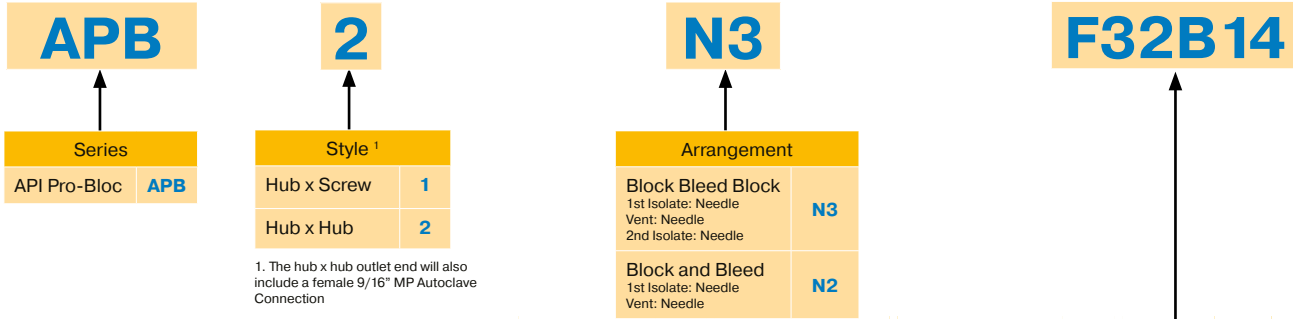 APB 2 N3 F32B14
Series
API Pro-Bloc APB
Style 1
Hub x Screw 1
Hub x Hub 2
1. The hub x hub outlet end will also
include a female 9/16” MP Autoclave
Connection
Arrangement
Block Bleed Block
1st Isolate: Needle
Vent: Needle
2nd Isolate: Needle
N3
Block and Bleed
1st Isolate: Needle
Vent: Needle
N2